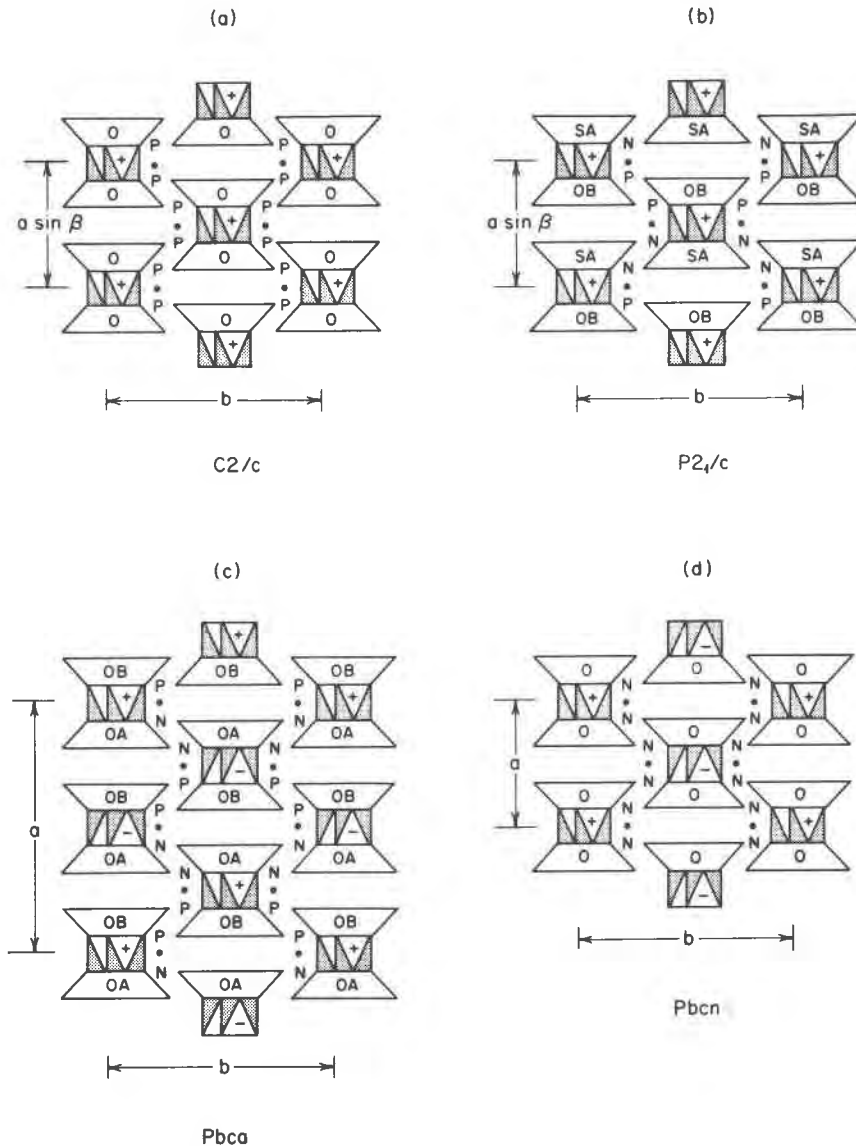 (a)
+
O O O
P P
+ +
P P
O O O
P P
+
a sin β
P P
O O O
P P
+ +
P P
O O O
+
b
C2/c
(b)
+
SA SA SA
N N
+ +
P P
OB OB OB
P P
+
a sin β
N N
SA SA SA
N N
+ +
P P
OB OB OB
+
b
P2₁/c
(c)
+
OB OB OB
P P
+ +
N N
OA OA OA
N N
−
P P
OB OB OB
P P
a
− −
N N
OA OA OA
N N
+
P P
OB OB OB
P P
+ +
N N
OA OA OA
−
b
Pbca
(d)
−
O O O
N N
+ +
N N
O O O
N N
−
a
N N
O O O
N N
+ +
N N
O O O
−
b
Pbcn